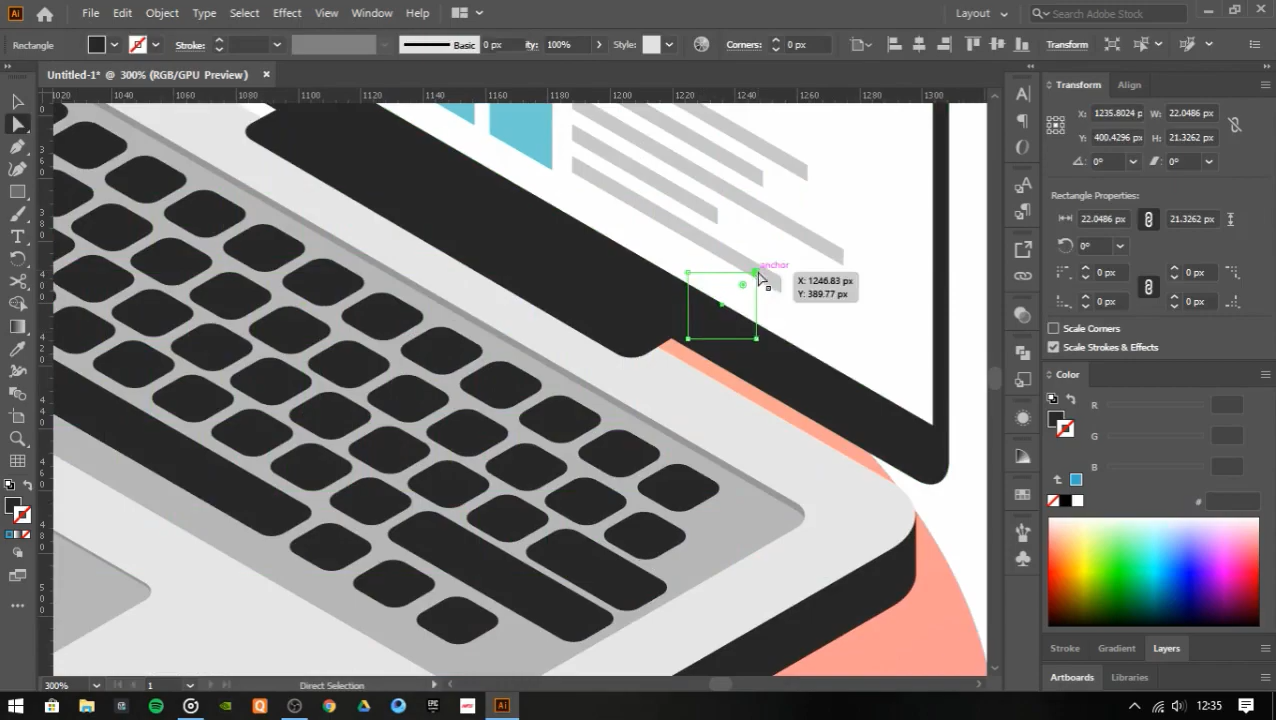 Ai File Edit Object Type Select Effect View Window Help Layout Search Adobe Stock
Rectangle Stroke: Basic 0 px ity: 100% Style: Corners: 0 px Transform
Untitled-1* @ 300% (RGB/GPU Preview) ×
1020 1040 1060 1080 1100 1120 1140 1160 1180 1200 1220 1240 1260 1280 1300
anchor
X: 1246.83 px
Y: 389.77 px
Transform Align
X: 1235.8024 p W: 22.0486 px
Y: 400.4296 px H: 21.3262 px
0° 0°
Rectangle Properties:
22.0486 px 21.3262 px
0°
0 px 0 px
0 px 0 px
Scale Corners
Scale Strokes & Effects
Color
R
G
B
#
Stroke Gradient Layers
Artboards Libraries
300% 1 Direct Selection
EPIC Ai 12:35